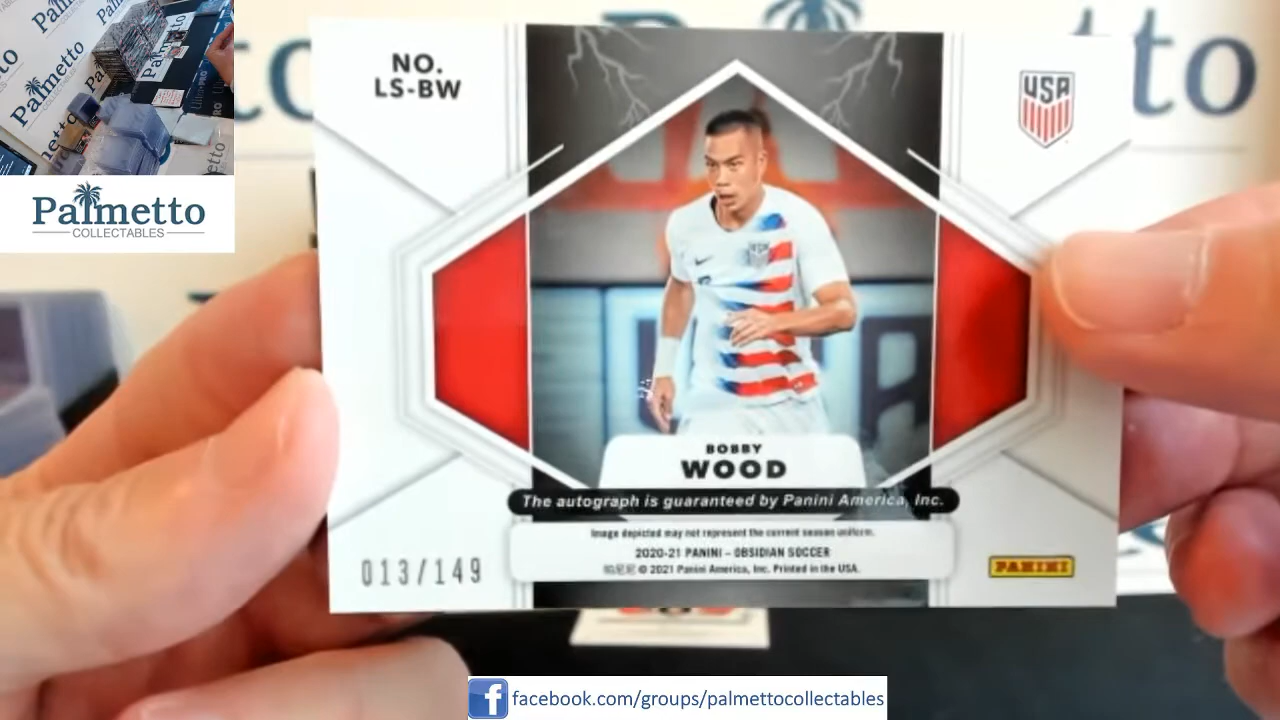 Palmetto
COLLECTABLES
NO.
LS-BW
USA
BOBBY
WOOD
The autograph is guaranteed by Panini America, Inc.
Image depicted may not represent the current season uniform.
2020-21 PANINI – OBSIDIAN SOCCER
© 2021 Panini America, Inc. Printed in the USA.
013/149
PANINI
facebook.com/groups/palmettocollectables